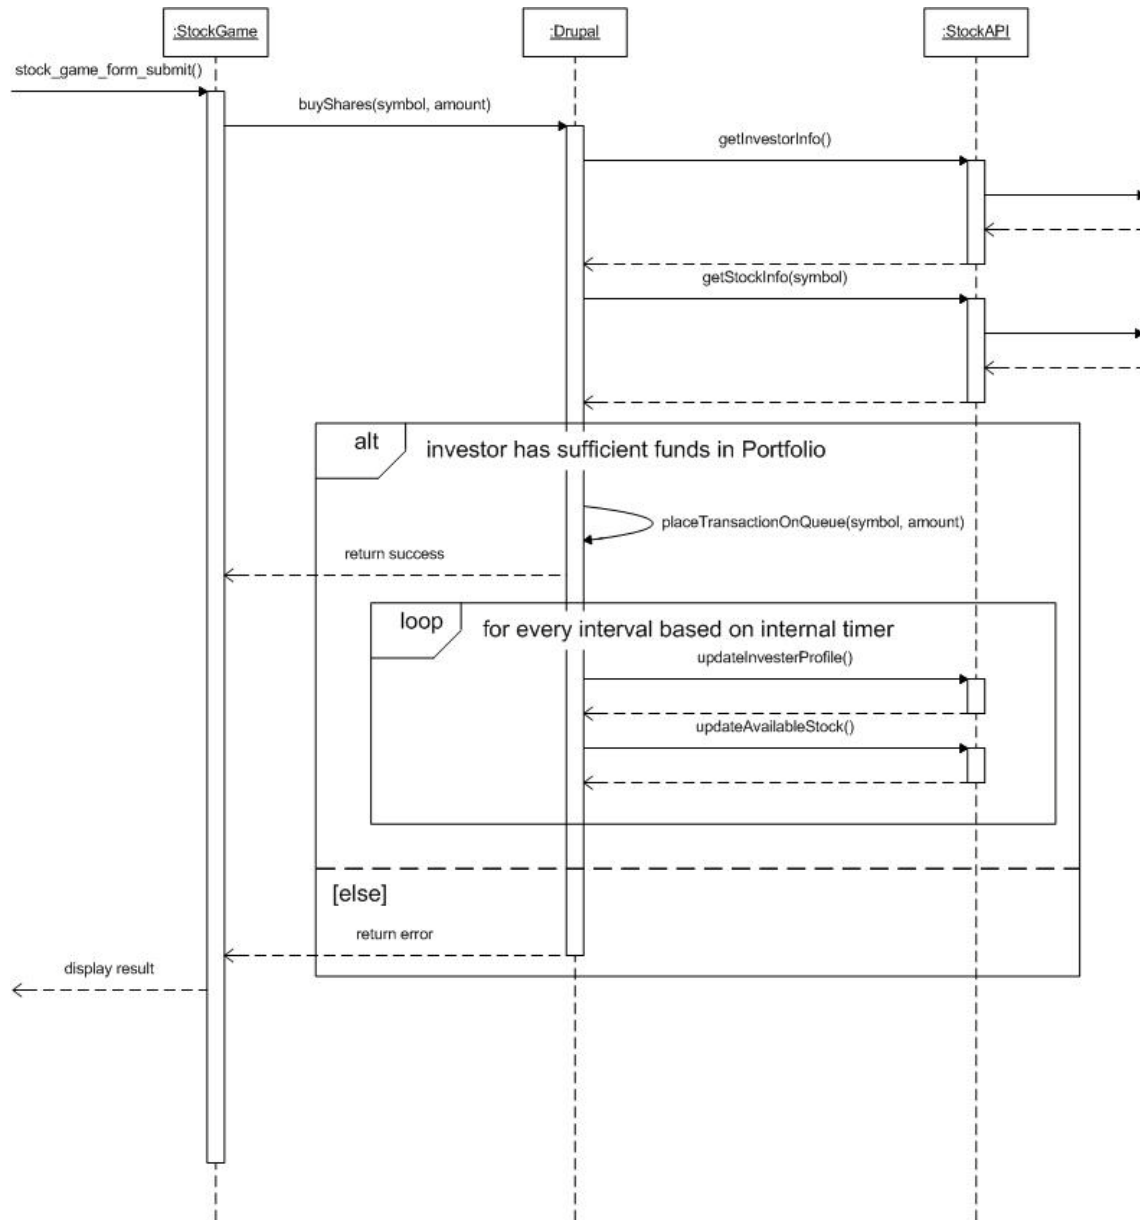 :StockGame
:Drupal
:StockAPI
stock_game_form_submit()
buyShares(symbol, amount)
getInvestorInfo()
getStockInfo(symbol)
alt
investor has sufficient funds in Portfolio
placeTransactionOnQueue(symbol, amount)
return success
loop
for every interval based on internal timer
updateInvesterProfile()
updateAvailableStock()
[else]
return error
display result